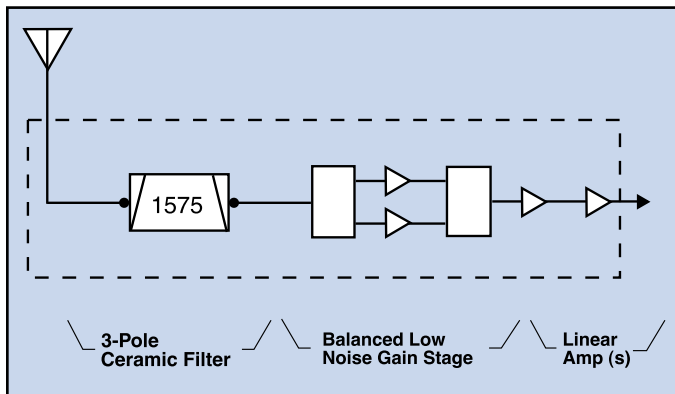 1575
3-Pole
Ceramic Filter
Balanced Low
Noise Gain Stage
Linear
Amp (s)